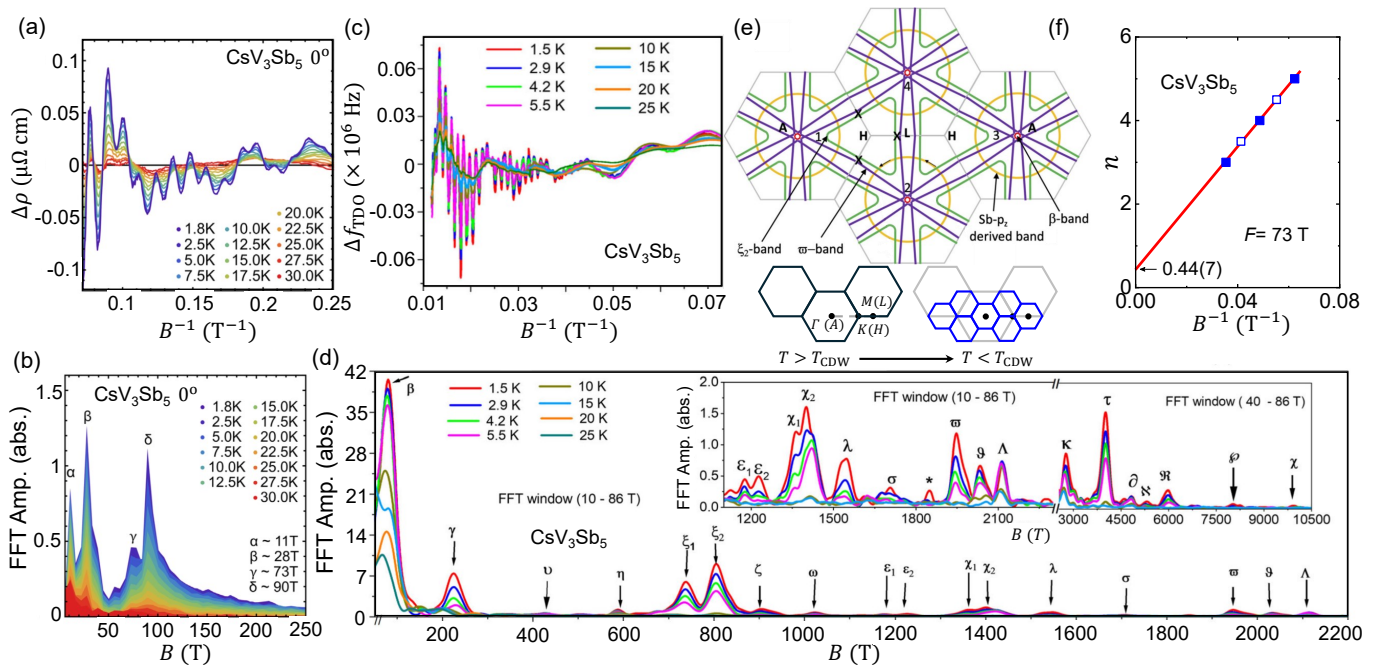 (a)
CsV₃Sb₅ 0°
Δρ (μΩ cm)
0.1
0.05
0
-0.05
-0.1
1.8K
2.5K
5.0K
7.5K
10.0K
12.5K
15.0K
17.5K
20.0K
22.5K
25.0K
27.5K
30.0K
0.1
0.15
0.2
0.25
B⁻¹ (T⁻¹)
(c)
Δf_TDO (× 10⁶ Hz)
0.06
0.03
0.00
-0.03
-0.06
1.5 K
2.9 K
4.2 K
5.5 K
10 K
15 K
20 K
25 K
CsV₃Sb₅
0.01
0.02
0.03
0.04
0.05
0.06
0.07
B⁻¹ (T⁻¹)
(e)
4
A
1
X
H
X
L
H
3
A
X
2
ξ₂-band
ϖ–band
Sb-p_z
derived band
β-band
M(L)
Γ(A)
K(H)
T > T_CDW
T < T_CDW
(f)
n
6
4
2
0
CsV₃Sb₅
F= 73 T
0.44(7)
0.00
0.04
0.08
B⁻¹ (T⁻¹)
(b)
CsV₃Sb₅ 0°
FFT Amp. (abs.)
1.5
1
0.5
0
α
β
γ
δ
1.8K
2.5K
5.0K
7.5K
10.0K
12.5K
15.0K
17.5K
20.0K
22.5K
25.0K
27.5K
30.0K
α ~ 11T
β ~ 28T
γ ~ 73T
δ ~ 90T
50
100
150
200
250
B (T)
(d)
FFT Amp. (abs.)
42
35
28
21
14
7
0
β
1.5 K
2.9 K
4.2 K
5.5 K
10 K
15 K
20 K
25 K
FFT window (10 - 86 T)
CsV₃Sb₅
γ
υ
η
ξ₁
ξ₂
ζ
ω
ε₁
ε₂
χ₁
χ₂
λ
σ
ϖ
ϑ
Λ
200
400
600
800
1000
1200
1400
1600
1800
2000
2200
B (T)
FFT Amp. (abs.)
2.0
1.5
1.0
0.5
0.0
FFT window (10 - 86 T)
FFT window ( 40 - 86 T)
ε₁
ε₂
χ₁
χ₂
λ
σ
*
ϖ
ϑ
Λ
κ
τ
∂
ℵ
ℜ
℘
χ
1200
1400
1600
1800
2100
3000
4500
6000
7500
9000
10500
B (T)